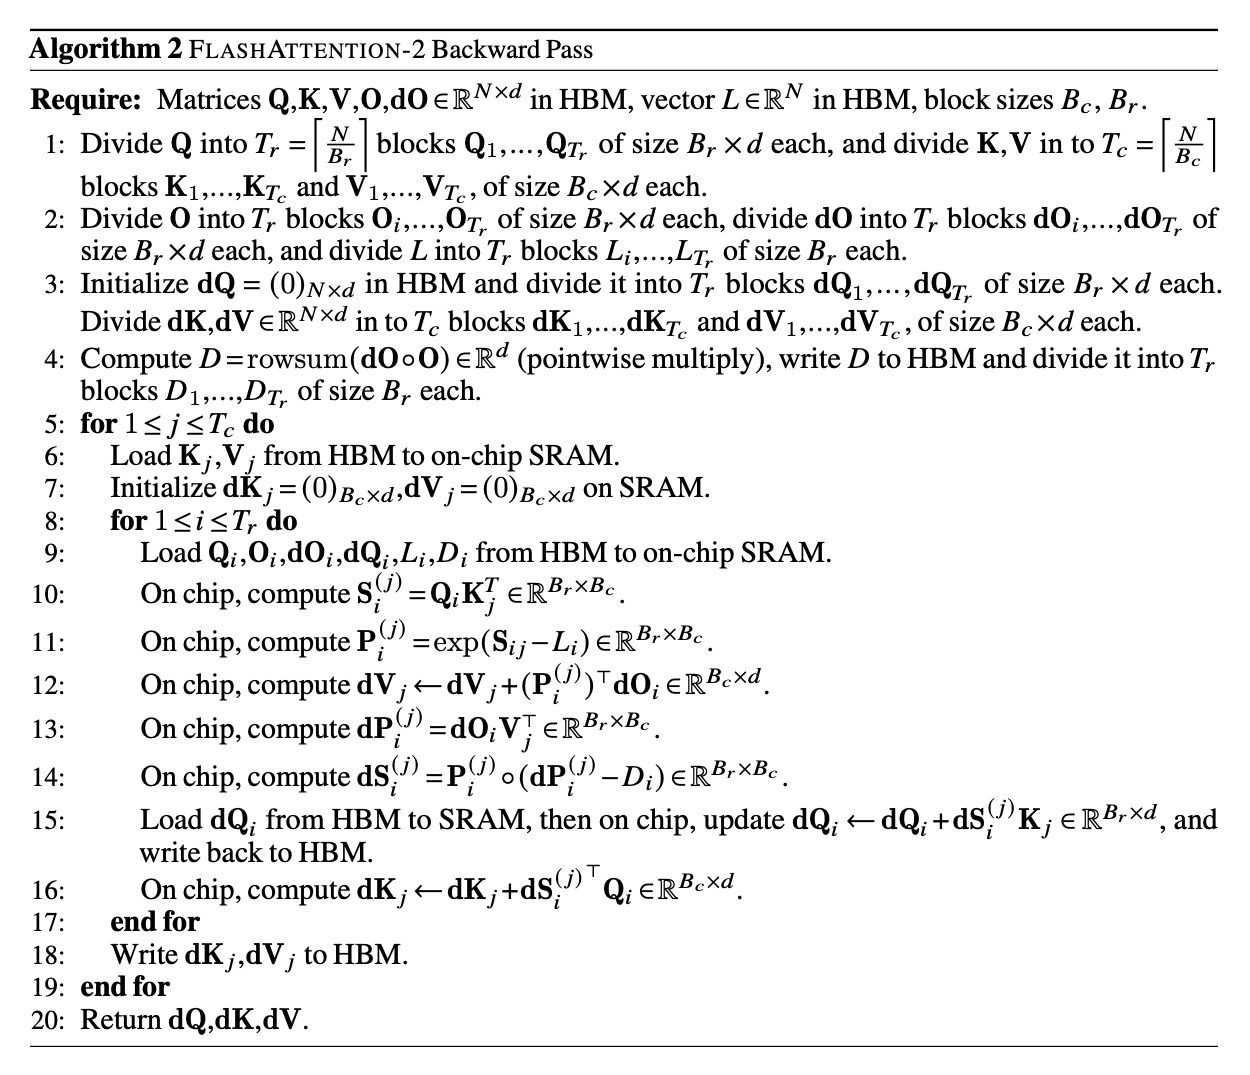 Algorithm 2 FLASHATTENTION-2 Backward Pass
Require: Matrices Q,K,V,O,dO∈ℝ^{N×d} in HBM, vector L∈ℝ^N in HBM, block sizes B_c, B_r.
1: Divide Q into T_r = ⌈N/B_r⌉ blocks Q_1,...,Q_{T_r} of size B_r×d each, and divide K,V in to T_c = ⌈N/B_c⌉
blocks K_1,...,K_{T_c} and V_1,...,V_{T_c}, of size B_c×d each.
2: Divide O into T_r blocks O_i,...,O_{T_r} of size B_r×d each, divide dO into T_r blocks dO_i,...,dO_{T_r} of
size B_r×d each, and divide L into T_r blocks L_i,...,L_{T_r} of size B_r each.
3: Initialize dQ = (0)_{N×d} in HBM and divide it into T_r blocks dQ_1,...,dQ_{T_r} of size B_r × d each.
Divide dK,dV∈ℝ^{N×d} in to T_c blocks dK_1,...,dK_{T_c} and dV_1,...,dV_{T_c}, of size B_c×d each.
4: Compute D=rowsum(dO∘O)∈ℝ^d (pointwise multiply), write D to HBM and divide it into T_r
blocks D_1,...,D_{T_r} of size B_r each.
5: for 1≤j≤T_c do
6: Load K_j,V_j from HBM to on-chip SRAM.
7: Initialize dK_j=(0)_{B_c×d},dV_j=(0)_{B_c×d} on SRAM.
8: for 1≤i≤T_r do
9: Load Q_i,O_i,dO_i,dQ_i,L_i,D_i from HBM to on-chip SRAM.
10: On chip, compute S_i^{(j)}=Q_iK_j^T ∈ℝ^{B_r×B_c}.
11: On chip, compute P_i^{(j)}=exp(S_{ij}−L_i)∈ℝ^{B_r×B_c}.
12: On chip, compute dV_j←dV_j+(P_i^{(j)})^⊤dO_i∈ℝ^{B_c×d}.
13: On chip, compute dP_i^{(j)}=dO_iV_j^⊤∈ℝ^{B_r×B_c}.
14: On chip, compute dS_i^{(j)}=P_i^{(j)}∘(dP_i^{(j)}−D_i)∈ℝ^{B_r×B_c}.
15: Load dQ_i from HBM to SRAM, then on chip, update dQ_i←dQ_i+dS_i^{(j)}K_j∈ℝ^{B_r×d}, and
write back to HBM.
16: On chip, compute dK_j←dK_j+dS_i^{(j)⊤}Q_i∈ℝ^{B_c×d}.
17: end for
18: Write dK_j,dV_j to HBM.
19: end for
20: Return dQ,dK,dV.